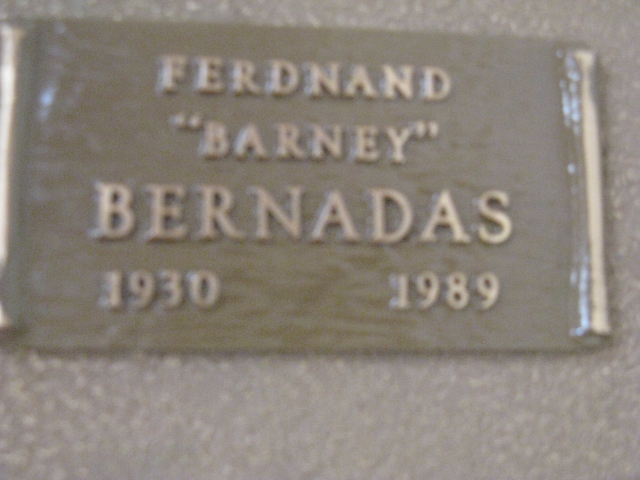 FERDNAND
"BARNEY"
BERNADAS
1930 1989